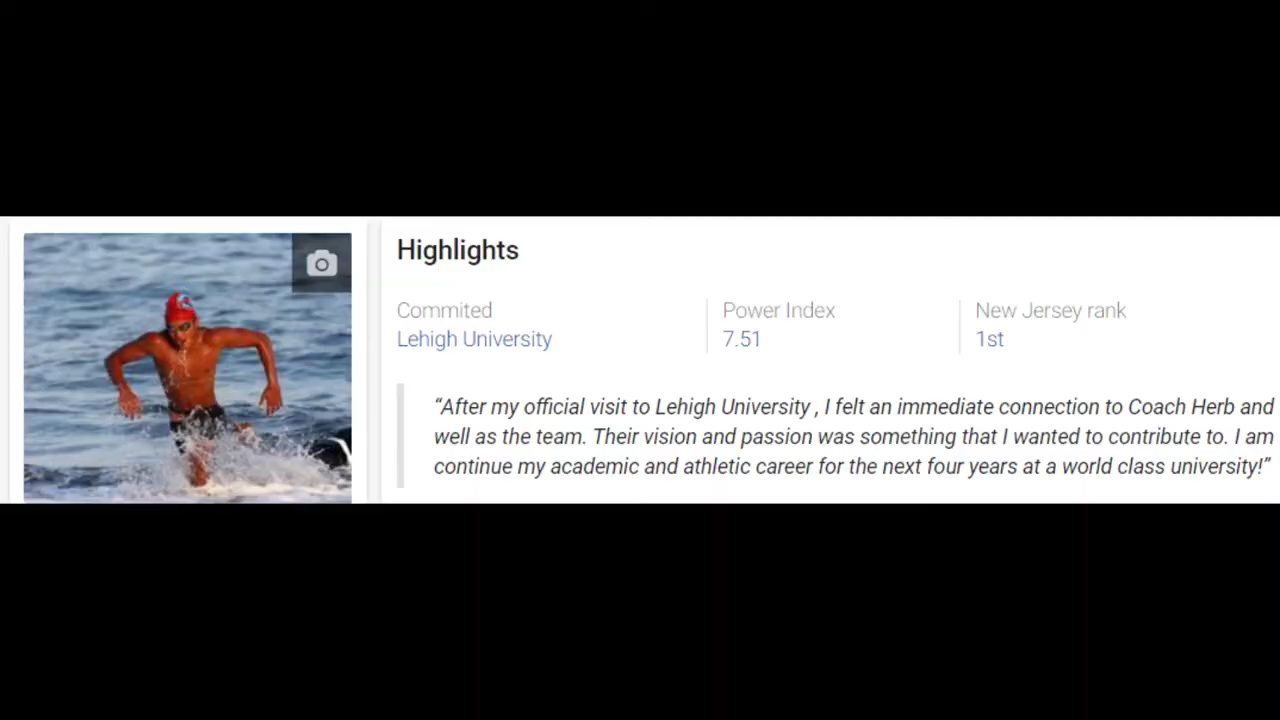 Highlights
Commited Power Index New Jersey rank
Lehigh University 7.51 1st
“After my official visit to Lehigh University , I felt an immediate connection to Coach Herb and
well as the team. Their vision and passion was something that I wanted to contribute to. I am
continue my academic and athletic career for the next four years at a world class university!”